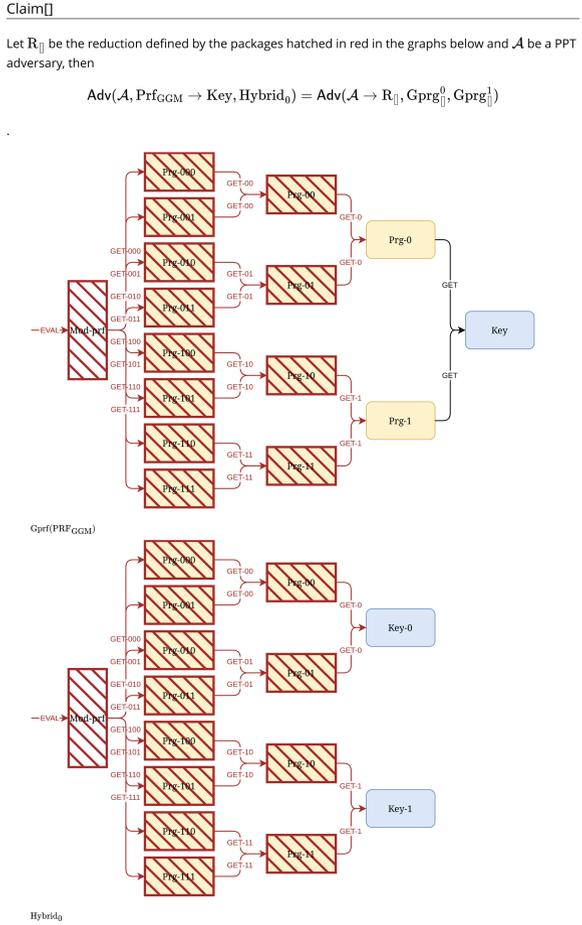 Claim[]
Let R[] be the reduction defined by the packages hatched in red in the graphs below and 𝒜 be a PPT
adversary, then
Adv(𝒜, Prf_GGM → Key, Hybrid_0) = Adv(𝒜 → R[], Gprg^0_[], Gprg^1_[])
.
Prg-000
GET-00
Prg-00
GET-00
Prg-001
GET-0
Prg-0
GET-000
Prg-010
GET-001
GET-01
GET-0
Prg-01
GET
GET-010
GET-01
Prg-011
GET-011
EVAL
Mod-prf
Key
GET-100
Prg-100
GET-101
GET-10
Prg-10
GET
GET-110
GET-10
Prg-101
GET-1
GET-111
Prg-1
Prg-110
GET-1
GET-11
Prg-11
GET-11
Prg-111
Gprf(PRF_GGM)
Prg-000
GET-00
Prg-00
GET-00
Prg-001
GET-0
Key-0
GET-000
Prg-010
GET-001
GET-01
GET-0
Prg-01
GET-010
GET-01
Prg-011
GET-011
EVAL
Mod-prf
GET-100
Prg-100
GET-101
GET-10
Prg-10
GET-110
GET-10
Prg-101
GET-1
GET-111
Key-1
Prg-110
GET-1
GET-11
Prg-11
GET-11
Prg-111
Hybrid_0